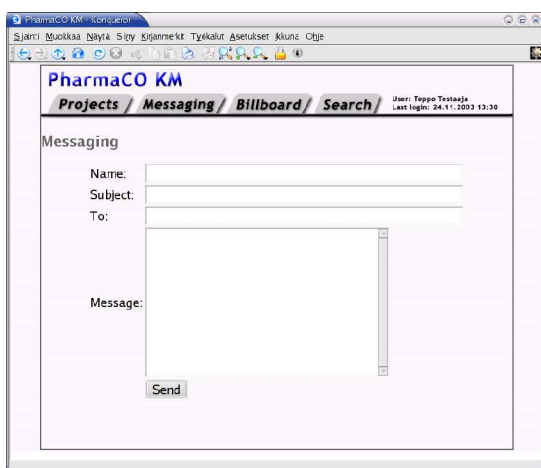 PharmaCO KM - Konqueror
Sijainti Muokkaa Näytä Siirry Kirjanmerkit Työkalut Asetukset Ikkuna Ohje
PharmaCO KM
Projects / Messaging / Billboard / Search /
User: Teppo Testaaja
Last login: 24.11.2003 13:30
Messaging
Name:
Subject:
To:
Message:
Send